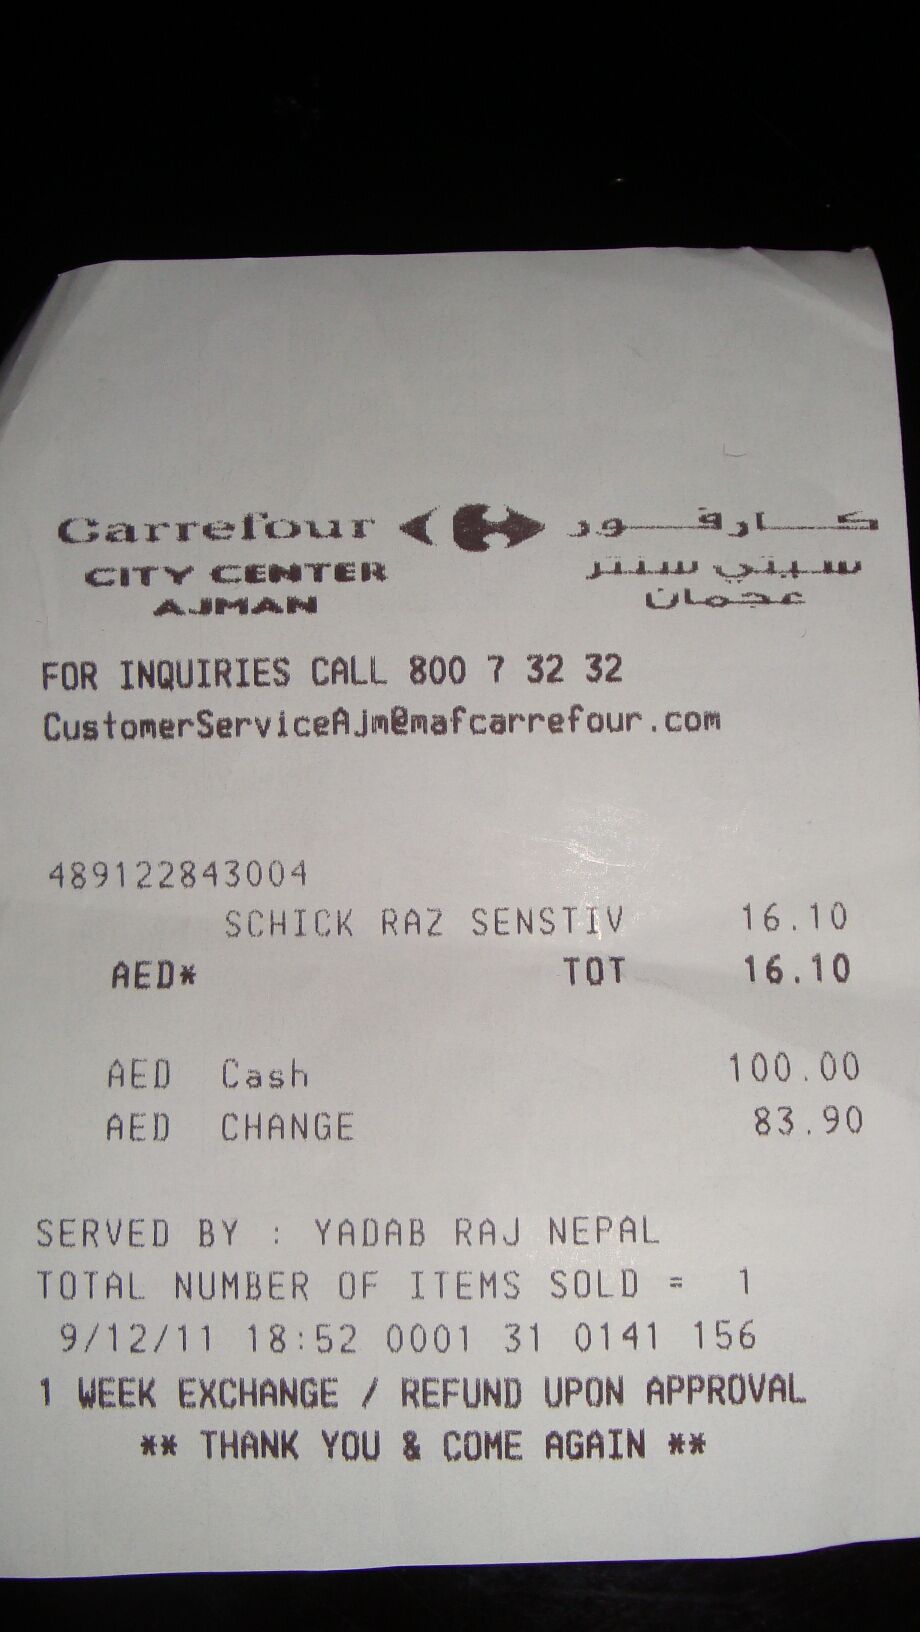 Carrefour كارفور
CITY CENTER سيتي سنتر
AJMAN عجمان
FOR INQUIRIES CALL 800 7 32 32
CustomerServiceAjm@mafcarrefour.com
489122843004
SCHICK RAZ SENSTIV 16.10
AED* TOT 16.10
AED Cash 100.00
AED CHANGE 83.90
SERVED BY : YADAB RAJ NEPAL
TOTAL NUMBER OF ITEMS SOLD = 1
9/12/11 18:52 0001 31 0141 156
1 WEEK EXCHANGE / REFUND UPON APPROVAL
** THANK YOU & COME AGAIN **